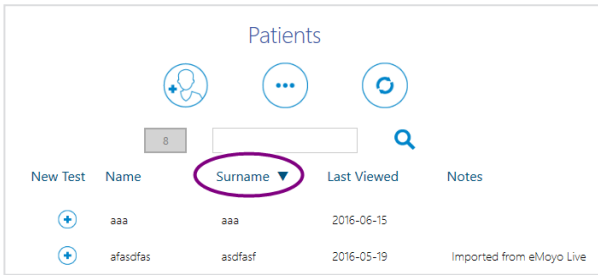 Patients
8
New Test Name Surname ▼ Last Viewed Notes
aaa aaa 2016-06-15
afasdfas asdfasf 2016-05-19 Imported from eMoyo Live